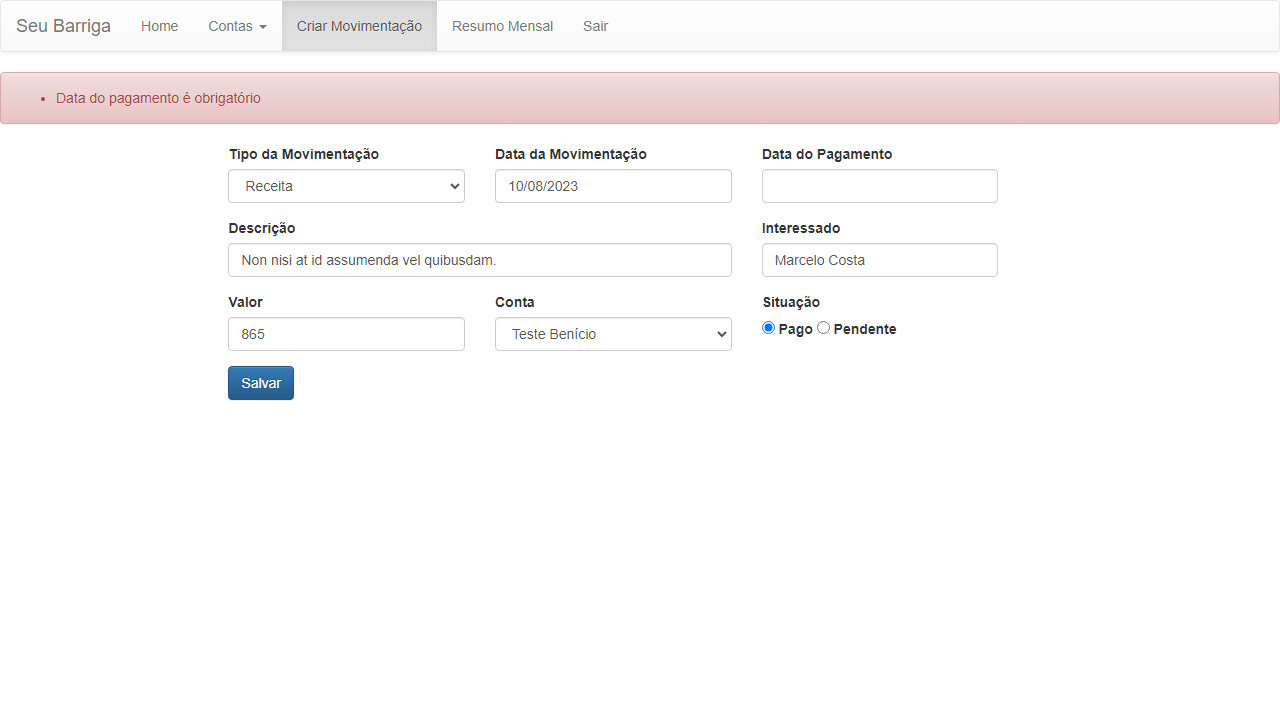 Seu Barriga Home Contas Criar Movimentação Resumo Mensal Sair
Data do pagamento é obrigatório
Tipo da Movimentação Data da Movimentação Data do Pagamento
Receita 10/08/2023
Descrição Interessado
Non nisi at id assumenda vel quibusdam. Marcelo Costa
Valor Conta Situação
865 Teste Benício Pago Pendente
Salvar